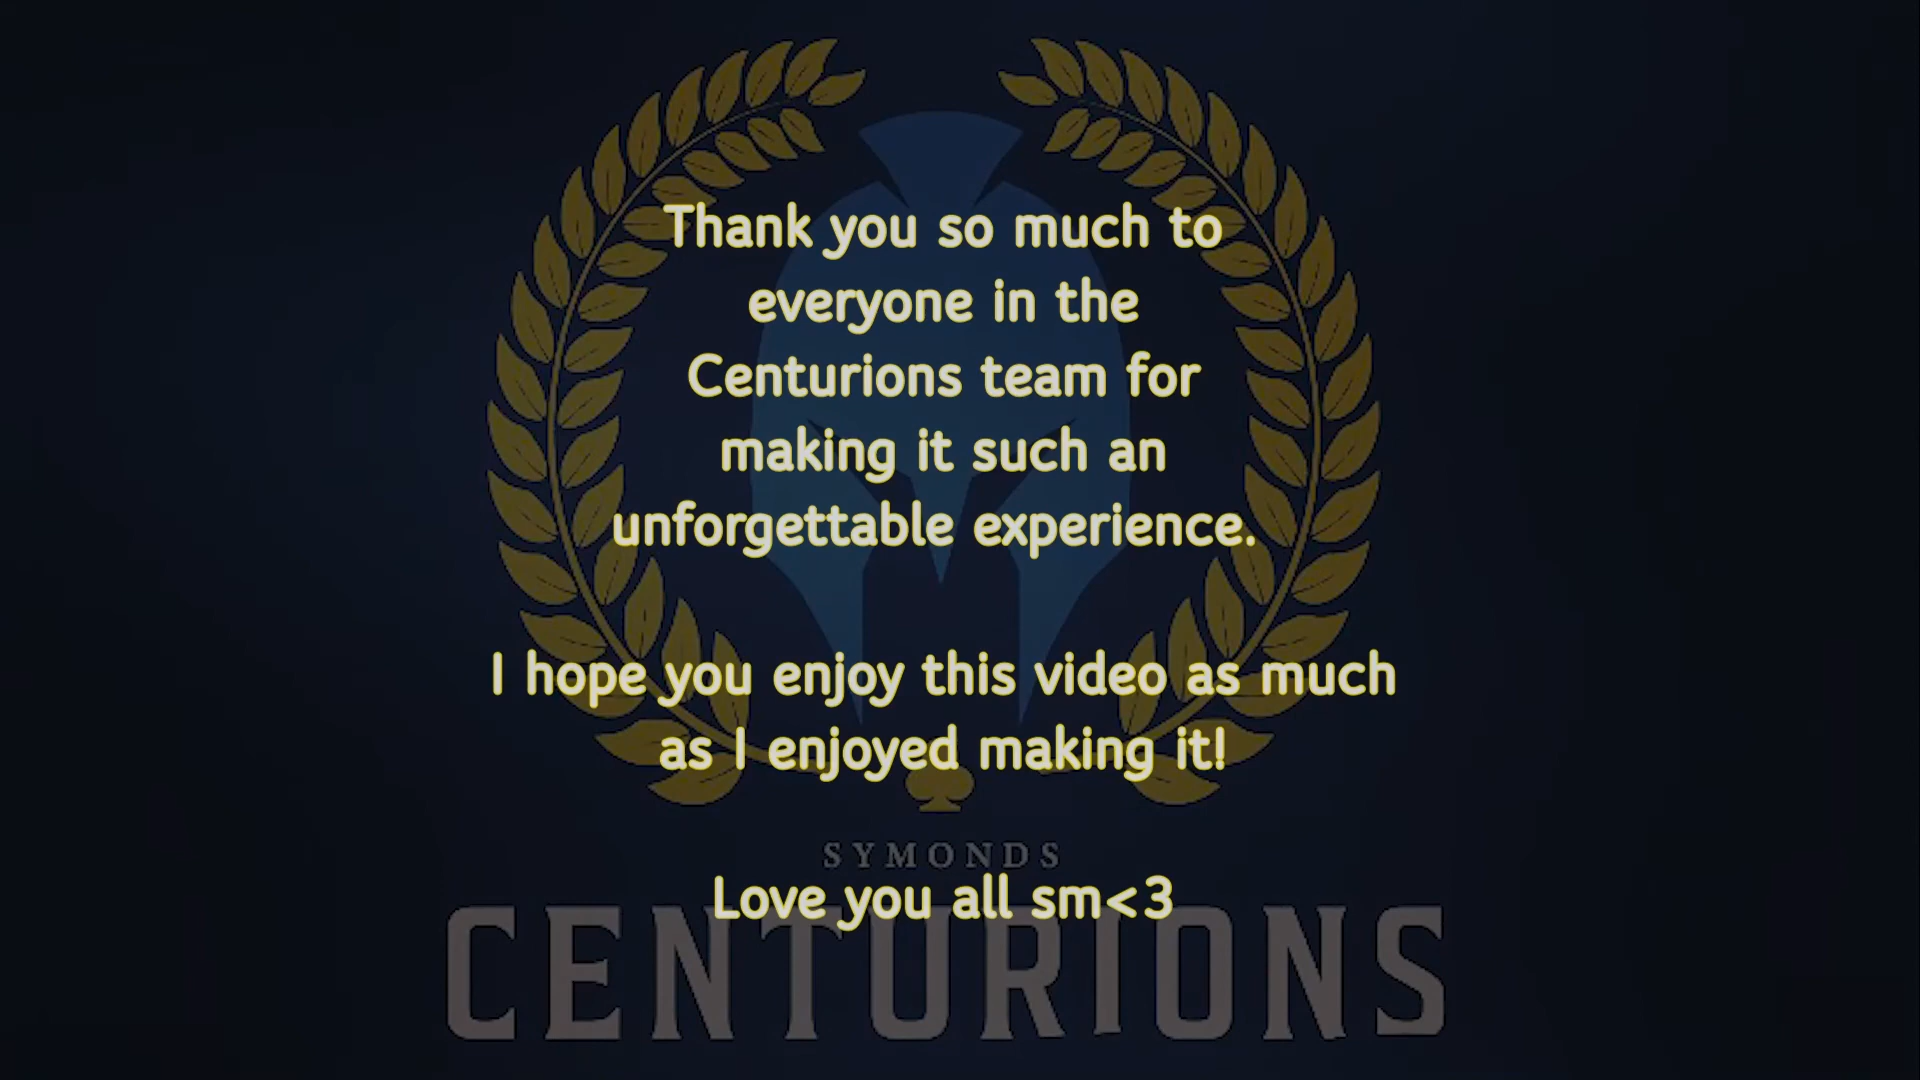 Thank you so much to
everyone in the
Centurions team for
making it such an
unforgettable experience.
I hope you enjoy this video as much
as I enjoyed making it!
SYMONDS
Love you all sm<3
CENTURIONS